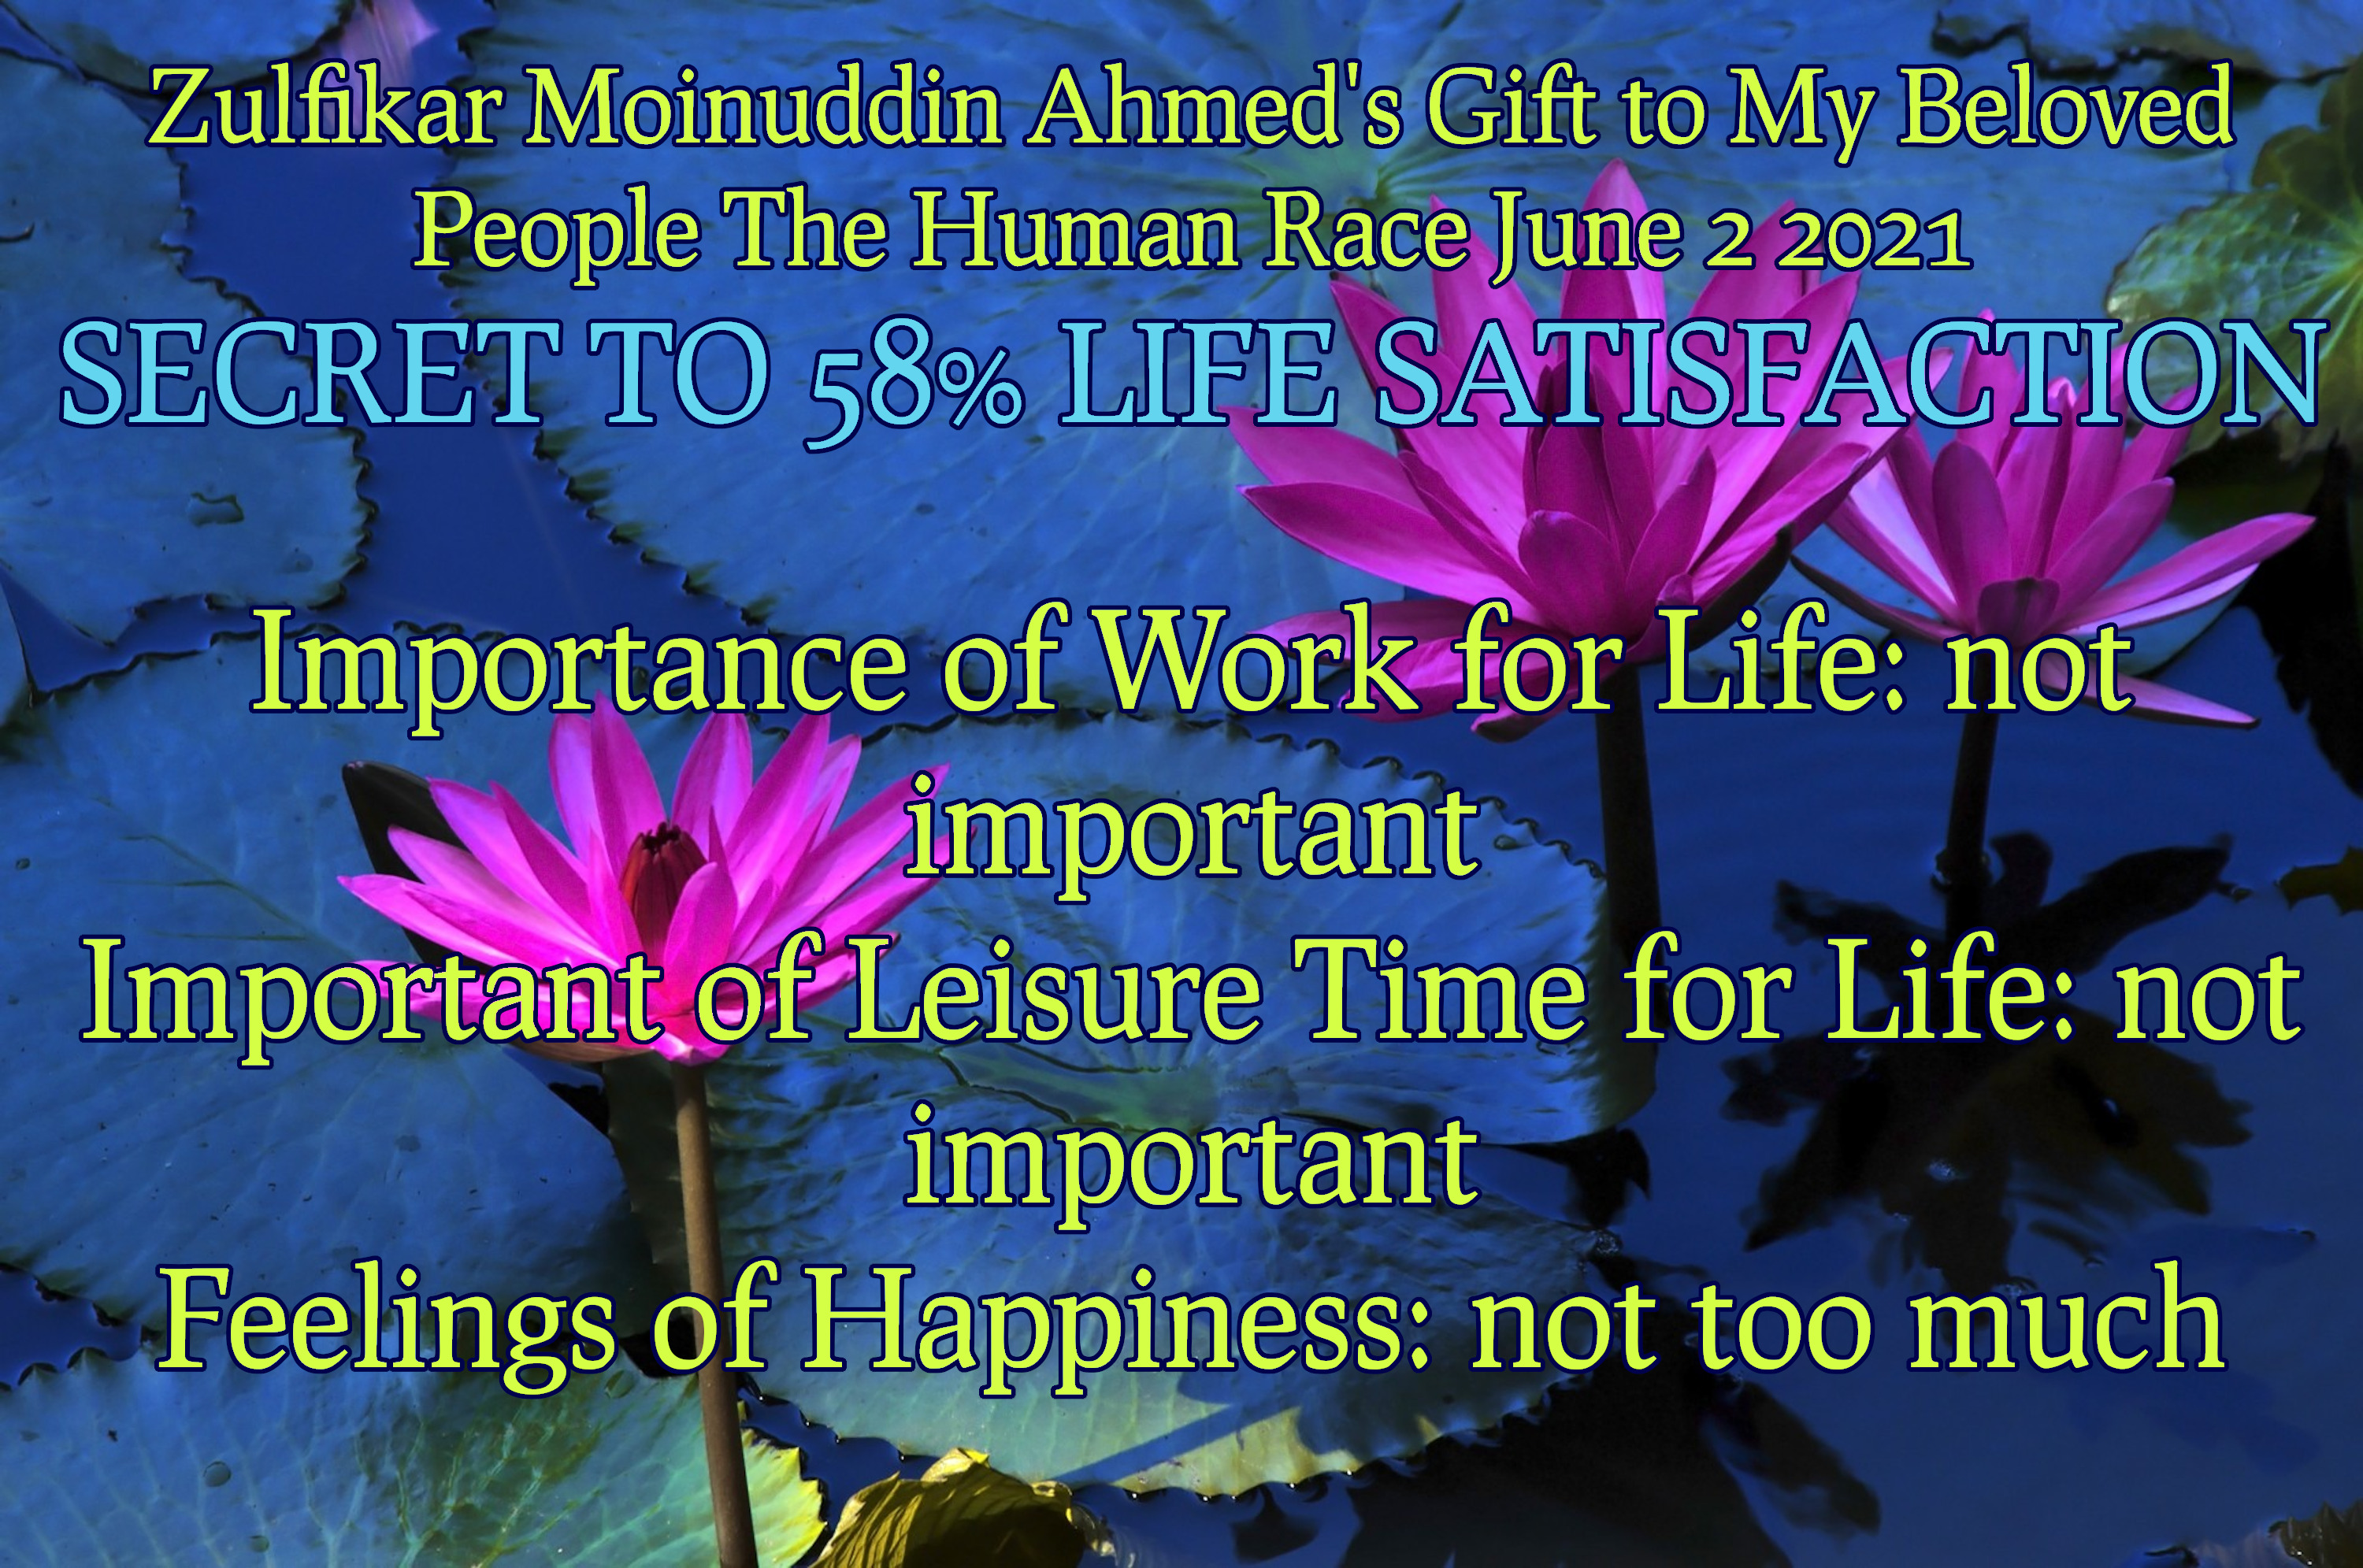 Zulfikar Moinuddin Ahmed's Gift to My Beloved
People The Human Race June 2 2021
SECRET TO 58% LIFE SATISFACTION
Importance of Work for Life: not
important
Important of Leisure Time for Life: not
important
Feelings of Happiness: not too much